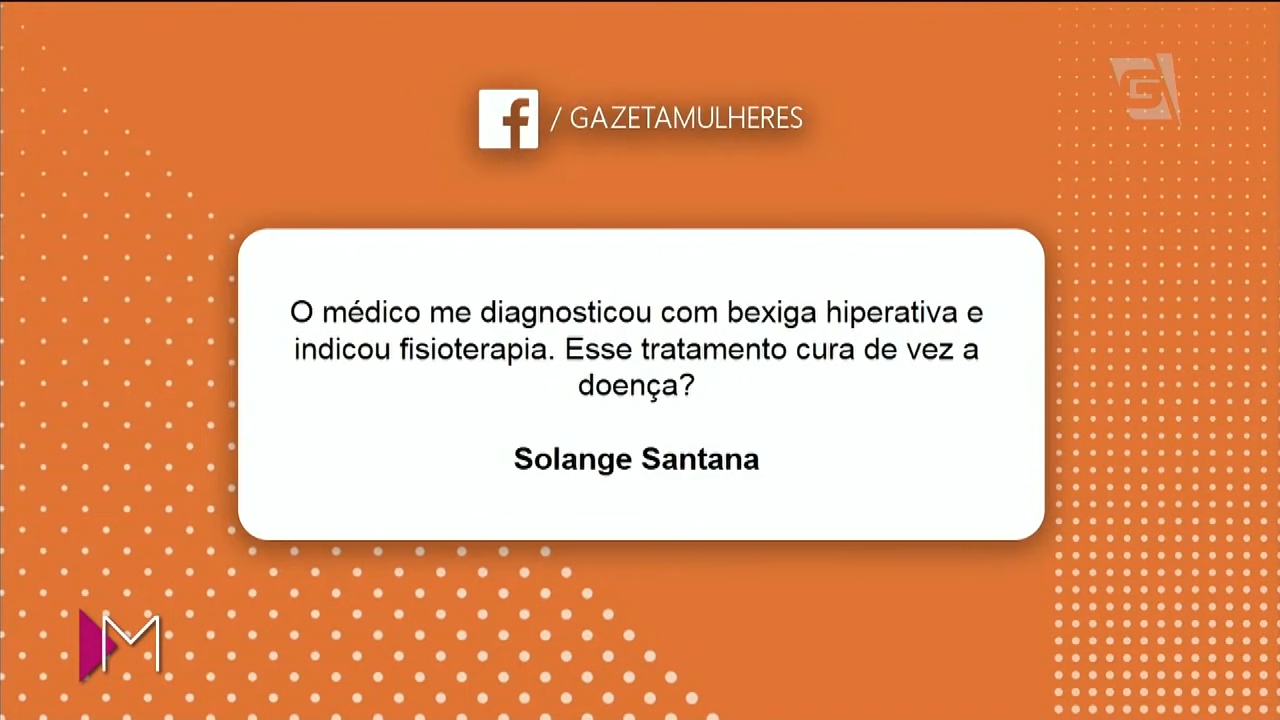 / GAZETAMULHERES
G
O médico me diagnosticou com bexiga hiperativa e
indicou fisioterapia. Esse tratamento cura de vez a
doença?
Solange Santana
M